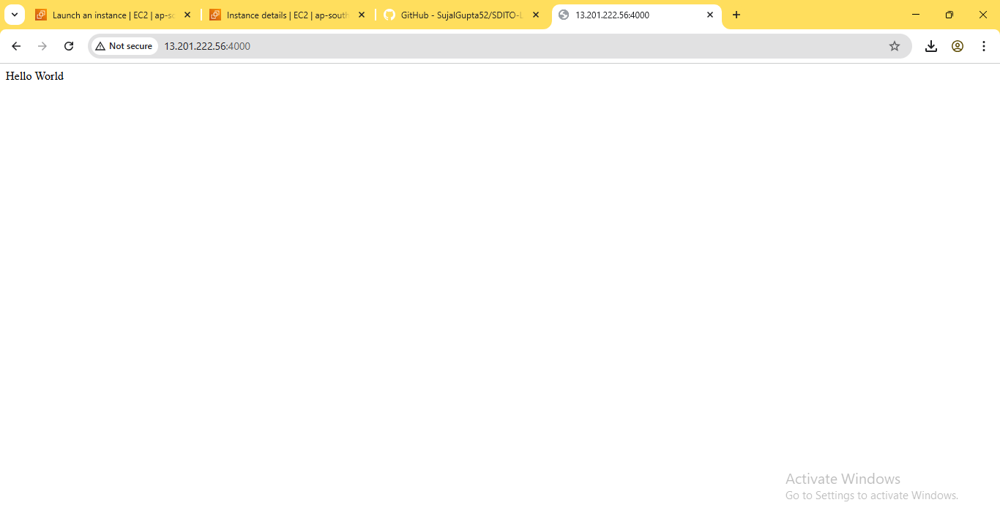 Launch an instance | EC2 | ap-so
Instance details | EC2 | ap-south
GitHub - SujalGupta52/SDITO-L
13.201.222.56:4000
Not secure
13.201.222.56:4000
Hello World
Activate Windows
Go to Settings to activate Windows.